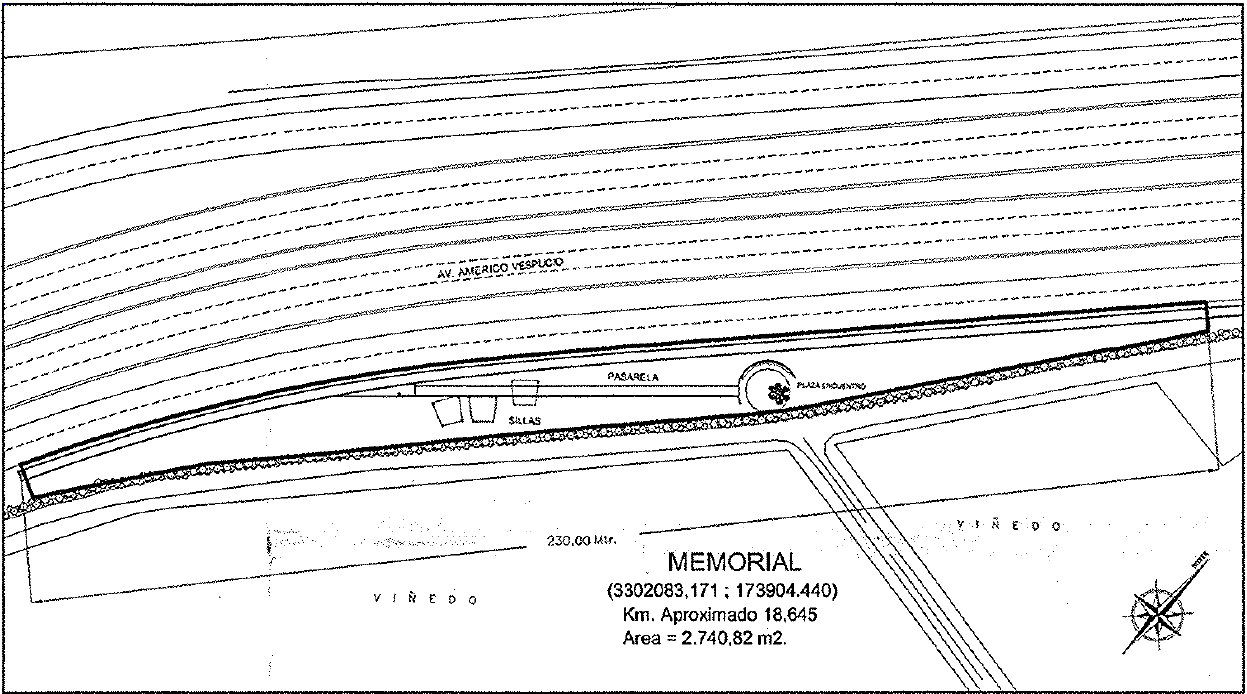 AV. AMERICO VESPUCIO
PASARELA
PLAZA ENCUENTRO
SILLAS
230,00 Mtr.
VIÑEDO
MEMORIAL
(3302083,171 ; 173904.440)
Km. Aproximado 18,645
Area = 2.740,82 m2.
VIÑEDO
NORTE